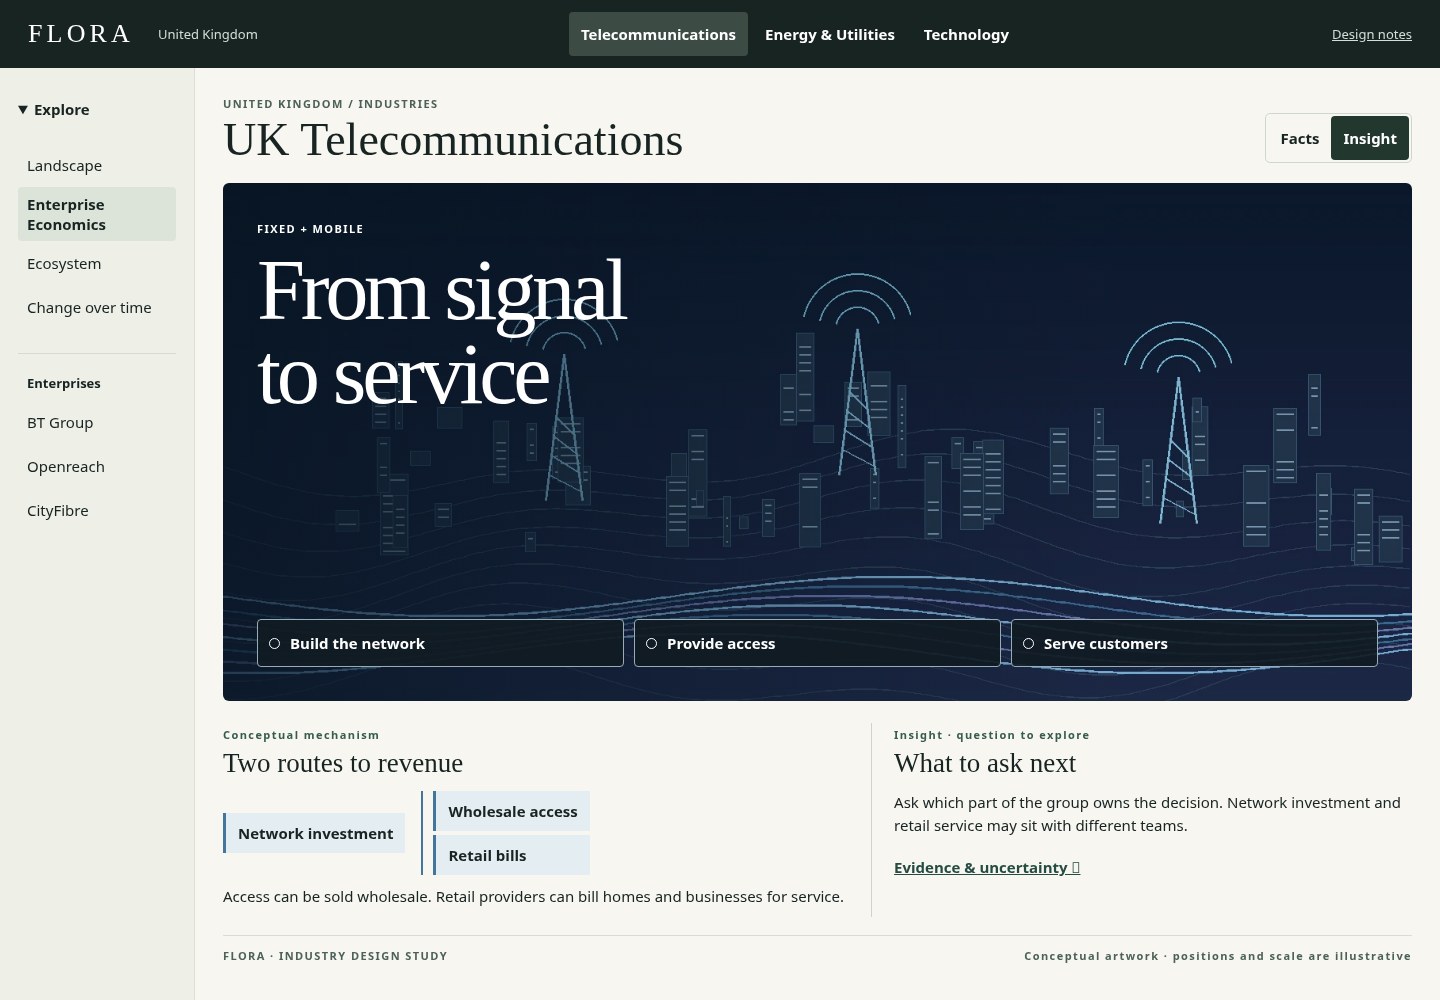 FLORA
United Kingdom
Telecommunications
Energy & Utilities
Technology
Design notes
▼ Explore
Landscape
Enterprise
Economics
Ecosystem
Change over time
Enterprises
BT Group
Openreach
CityFibre
UNITED KINGDOM / INDUSTRIES
UK Telecommunications
Facts
Insight
FIXED + MOBILE
From signal
to service
Build the network
Provide access
Serve customers
Conceptual mechanism
Two routes to revenue
Network investment
Wholesale access
Retail bills
Access can be sold wholesale. Retail providers can bill homes and businesses for service.
Insight · question to explore
What to ask next
Ask which part of the group owns the decision. Network investment and
retail service may sit with different teams.
Evidence & uncertainty
FLORA · INDUSTRY DESIGN STUDY
Conceptual artwork · positions and scale are illustrative